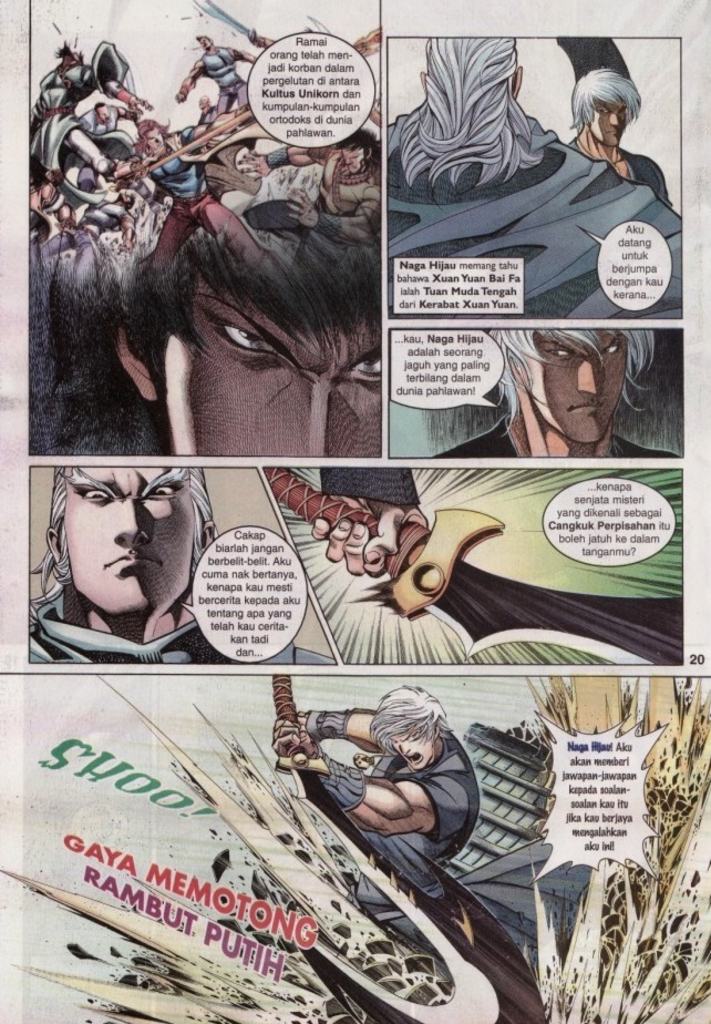 Ramai
orang telah men-
jadi korban dalam
pergelutan di antara
Kultus Unikorn dan
kumpulan-kumpulan
ortodoks di dunia
pahlawan.
Naga Hijau memang tahu
bahawa Xuan Yuan Bai Fa
ialah Tuan Muda Tengah
dari Kerabat Xuan Yuan.
Aku
datang
untuk
berjumpa
dengan kau
kerana...
...kau, Naga Hijau
adalah seorang
jaguh yang paling
terbilang dalam
dunia pahlawan!
Cakap
biarlah jangan
berbelit-belit. Aku
cuma nak bertanya,
kenapa kau mesti
bercerita kepada aku
tentang apa yang
telah kau cerita-
kan tadi
dan...
...kenapa
senjata misteri
yang dikenali sebagai
Cangkuk Perpisahan itu
boleh jatuh ke dalam
tanganmu?
20
SHOO!
GAYA MEMOTONG
RAMBUT PUTIH
Naga Hijau! Aku
akan memberi
jawapan-jawapan
kepada soalan-
soalan kau itu
jika kau berjaya
mengalahkan
aku ini!